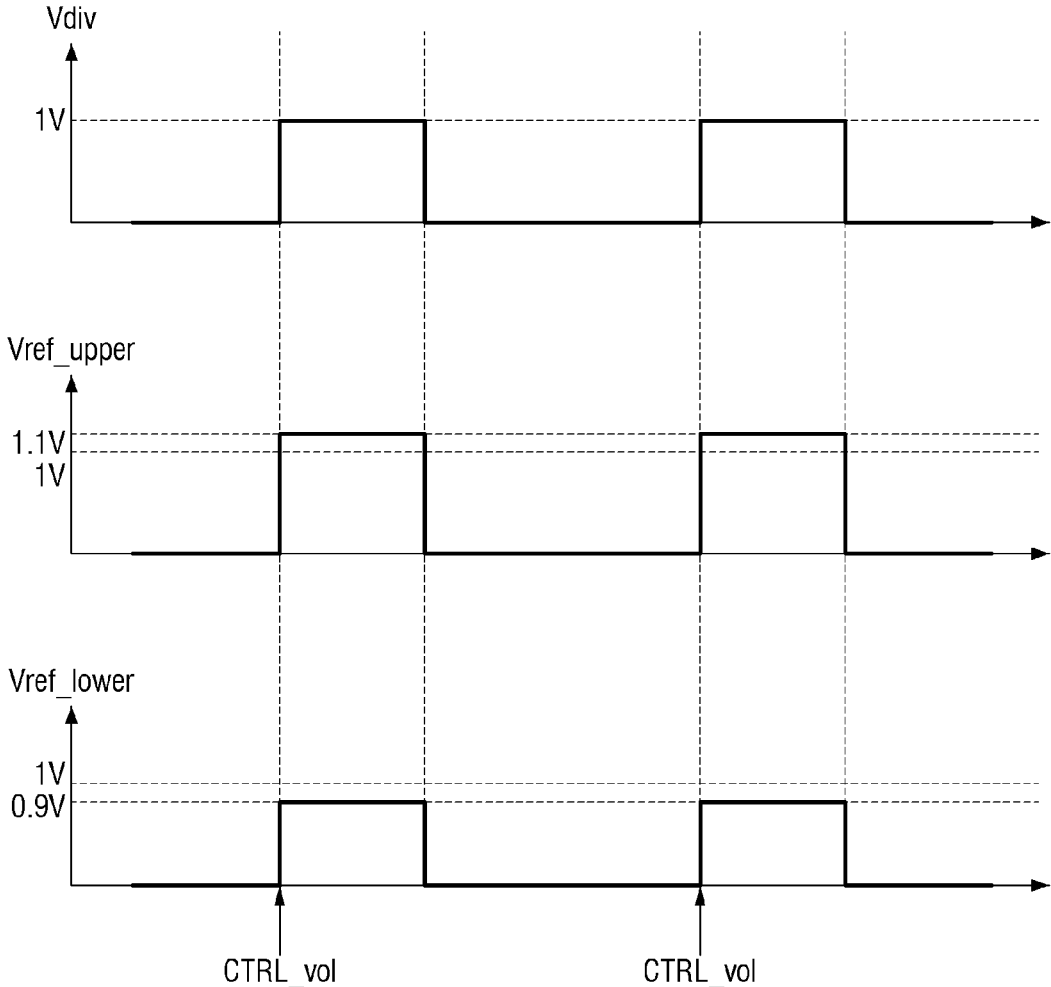 Vdiv
1V
Vref_upper
1.1V
1V
Vref_lower
1V
0.9V
CTRL_vol CTRL_vol